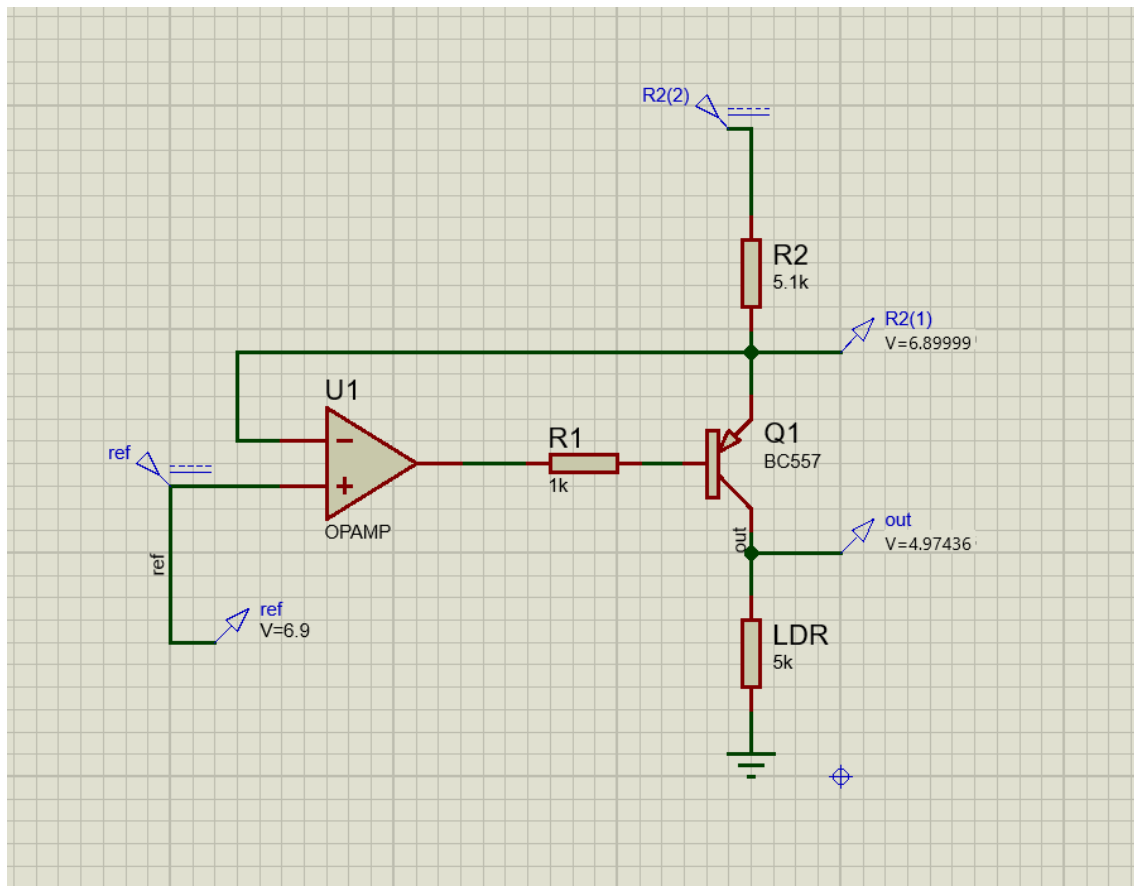 R2(2)
R2
5.1k
R2(1)
V=6.89999
U1
ref
R1
1k
Q1
BC557
OPAMP
ref
out
out
V=4.97436
ref
V=6.9
LDR
5k